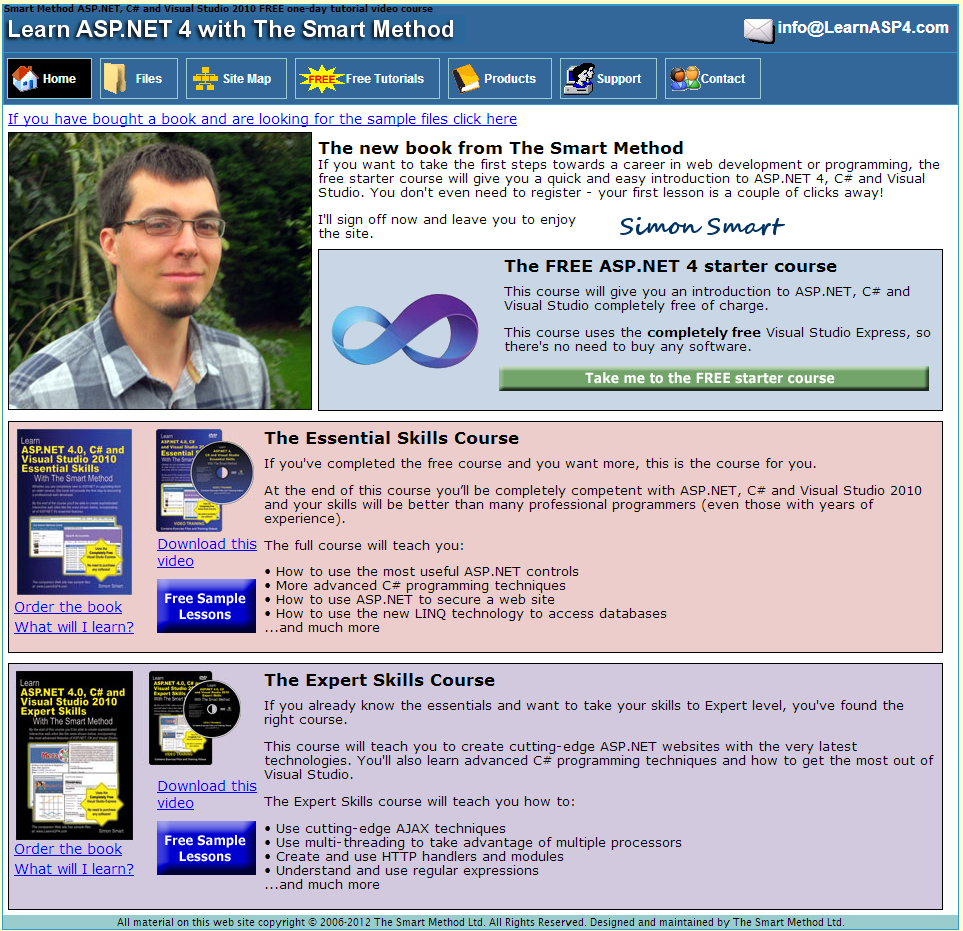 Smart Method ASP.NET, C# and Visual Studio 2010 FREE one-day tutorial video course
Learn ASP.NET 4 with The Smart Method
info@LearnASP4.com
Home
Files
Site Map
FREE
Free Tutorials
Products
Support
Contact
If you have bought a book and are looking for the sample files click here
The new book from The Smart Method
If you want to take the first steps towards a career in web development or programming, the
free starter course will give you a quick and easy introduction to ASP.NET 4, C# and Visual
Studio. You don't even need to register - your first lesson is a couple of clicks away!
I'll sign off now and leave you to enjoy
the site.
Simon Smart
The FREE ASP.NET 4 starter course
This course will give you an introduction to ASP.NET, C# and
Visual Studio completely free of charge.
This course uses the completely free Visual Studio Express, so
there's no need to buy any software.
Take me to the FREE starter course
Learn
ASP.NET 4.0, C# and
Visual Studio 2010
Essential Skills
With The Smart Method
Simon Smart
Order the book
What will I learn?
Learn
ASP.NET 4.0, C# and
Visual Studio 2010
Essential
With The Smart
VIDEO TRAINING
Download this
video
Free Sample
Lessons
The Essential Skills Course
If you've completed the free course and you want more, this is the course for you.
At the end of this course you’ll be completely competent with ASP.NET, C# and Visual Studio 2010
and your skills will be better than many professional programmers (even those with years of
experience).
The full course will teach you:
• How to use the most useful ASP.NET controls
• More advanced C# programming techniques
• How to use ASP.NET to secure a web site
• How to use the new LINQ technology to access databases
...and much more
Learn
ASP.NET 4.0, C# and
Visual Studio 2010
Expert Skills
With The Smart Method
Simon Smart
Order the book
What will I learn?
Learn
VIDEO TRAINING
Download this
video
Free Sample
Lessons
The Expert Skills Course
If you already know the essentials and want to take your skills to Expert level, you've found the
right course.
This course will teach you to create cutting-edge ASP.NET websites with the very latest
technologies. You'll also learn advanced C# programming techniques and how to get the most out of
Visual Studio.
The Expert Skills course will teach you how to:
• Use cutting-edge AJAX techniques
• Use multi-threading to take advantage of multiple processors
• Create and use HTTP handlers and modules
• Understand and use regular expressions
...and much more
All material on this web site copyright © 2006-2012 The Smart Method Ltd. All Rights Reserved. Designed and maintained by The Smart Method Ltd.